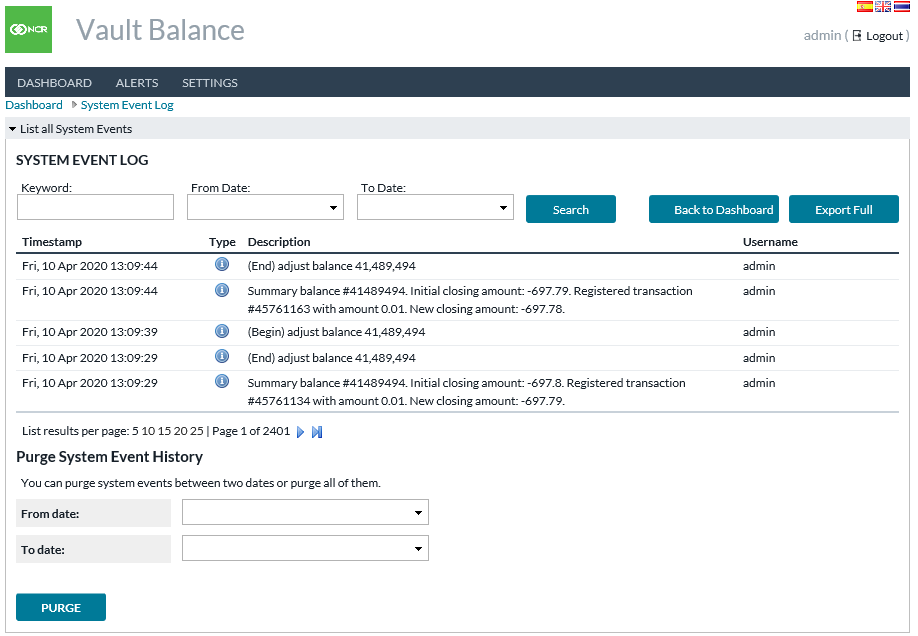 NCR Vault Balance
admin ( Logout )
DASHBOARD ALERTS SETTINGS
Dashboard System Event Log
List all System Events
SYSTEM EVENT LOG
Keyword: From Date: To Date:
Search Back to Dashboard Export Full
Timestamp Type Description Username
Fri, 10 Apr 2020 13:09:44 (End) adjust balance 41,489,494 admin
Fri, 10 Apr 2020 13:09:44 Summary balance #41489494. Initial closing amount: -697.79. Registered transaction admin
#45761163 with amount 0.01. New closing amount: -697.78.
Fri, 10 Apr 2020 13:09:39 (Begin) adjust balance 41,489,494 admin
Fri, 10 Apr 2020 13:09:29 (End) adjust balance 41,489,494 admin
Fri, 10 Apr 2020 13:09:29 Summary balance #41489494. Initial closing amount: -697.8. Registered transaction admin
#45761134 with amount 0.01. New closing amount: -697.79.
List results per page: 5 10 15 20 25 | Page 1 of 2401
Purge System Event History
You can purge system events between two dates or purge all of them.
From date:
To date:
PURGE